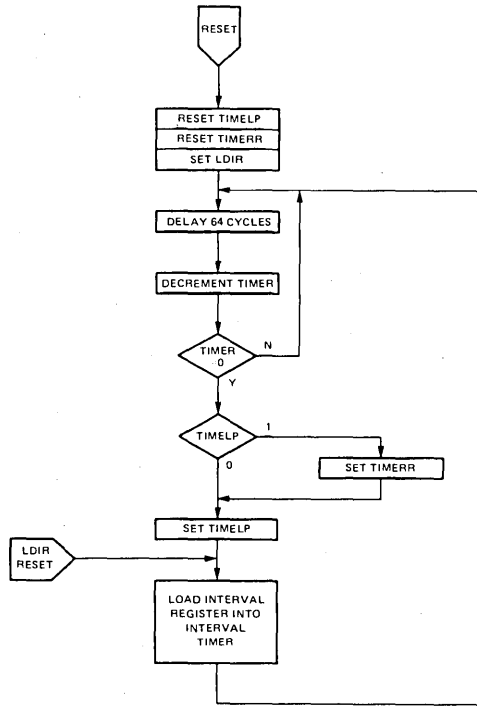 RESET
RESET TIMELP
RESET TIMERR
SET LDIR
DELAY 64 CYCLES
DECREMENT TIMER
TIMER
0
N
Y
TIMELP
1
0
SET TIMERR
SET TIMELP
LDIR
RESET
LOAD INTERVAL
REGISTER INTO
INTERVAL
TIMER